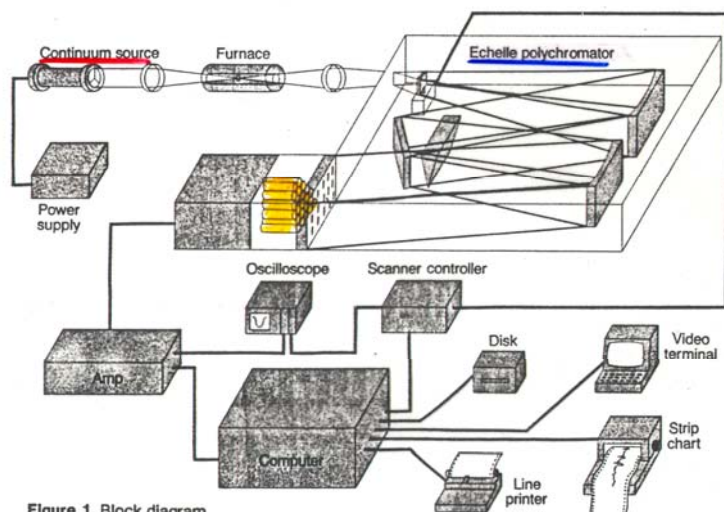 Continuum source
Furnace
Echelle polychromator
Power
supply
Oscilloscope
Scanner controller
Disk
Video
terminal
Amp
Computer
Strip
chart
Line
printer
Figure 1 Block diagram